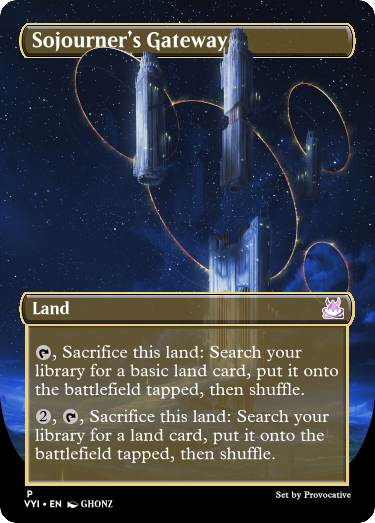 Sojourner's Gateway
Land
, Sacrifice this land: Search your
library for a basic land card, put it onto
the battlefield tapped, then shuffle.
2, , Sacrifice this land: Search your
library for a land card, put it onto the
battlefield tapped, then shuffle.
P
VYI • EN GHONZ
Set by Provocative